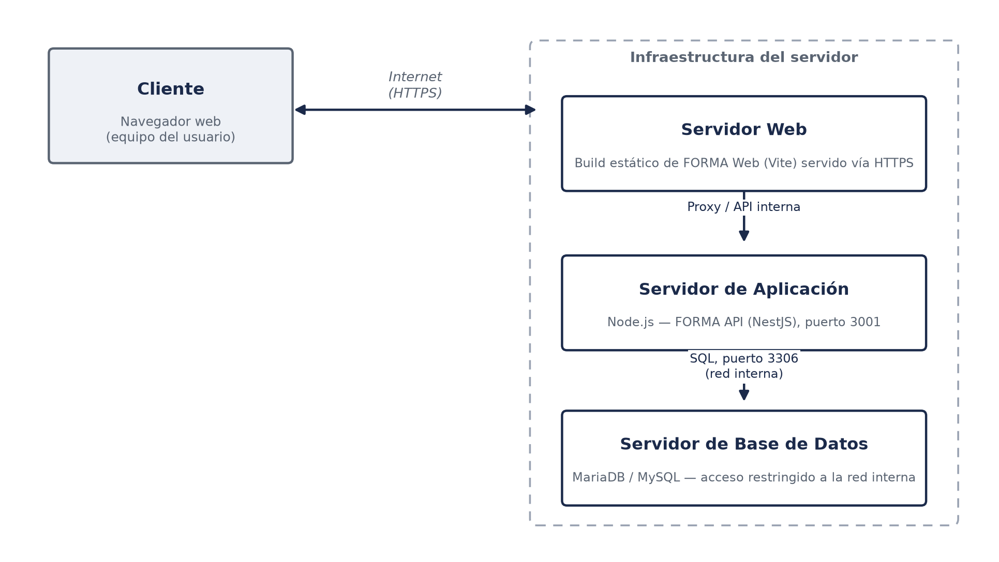 Cliente
Navegador web
(equipo del usuario)
Internet
(HTTPS)
Infraestructura del servidor
Servidor Web
Build estático de FORMA Web (Vite) servido vía HTTPS
Proxy / API interna
Servidor de Aplicación
Node.js — FORMA API (NestJS), puerto 3001
SQL, puerto 3306
(red interna)
Servidor de Base de Datos
MariaDB / MySQL — acceso restringido a la red interna